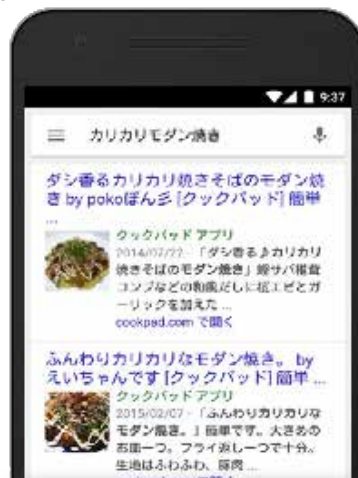 9:37
カリカリモダン焼き
ダシ香るカリカリ焼きそばのモダン焼
き by pokoぽん彡 [クックパッド] 簡単
...
クックパッド アプリ
2014/07/22 - 「ダシ香る♪カリカリ
焼きそばのモダン焼き」鰹サバ椎茸
コンブなどの和風だしに桜エビとガ
ーリックを加えた ...
cookpad.com で開く
ふんわりカリカリなモダン焼き。 by
えいちゃんです [クックパッド] 簡単 ...
クックパッド アプリ
2015/02/07 - 「ふんわりカリカリな
モダン焼き。」簡単です。大きめの
お皿一つ。フライ返し一つで十分。
生地はふわふわ、豚肉 ...